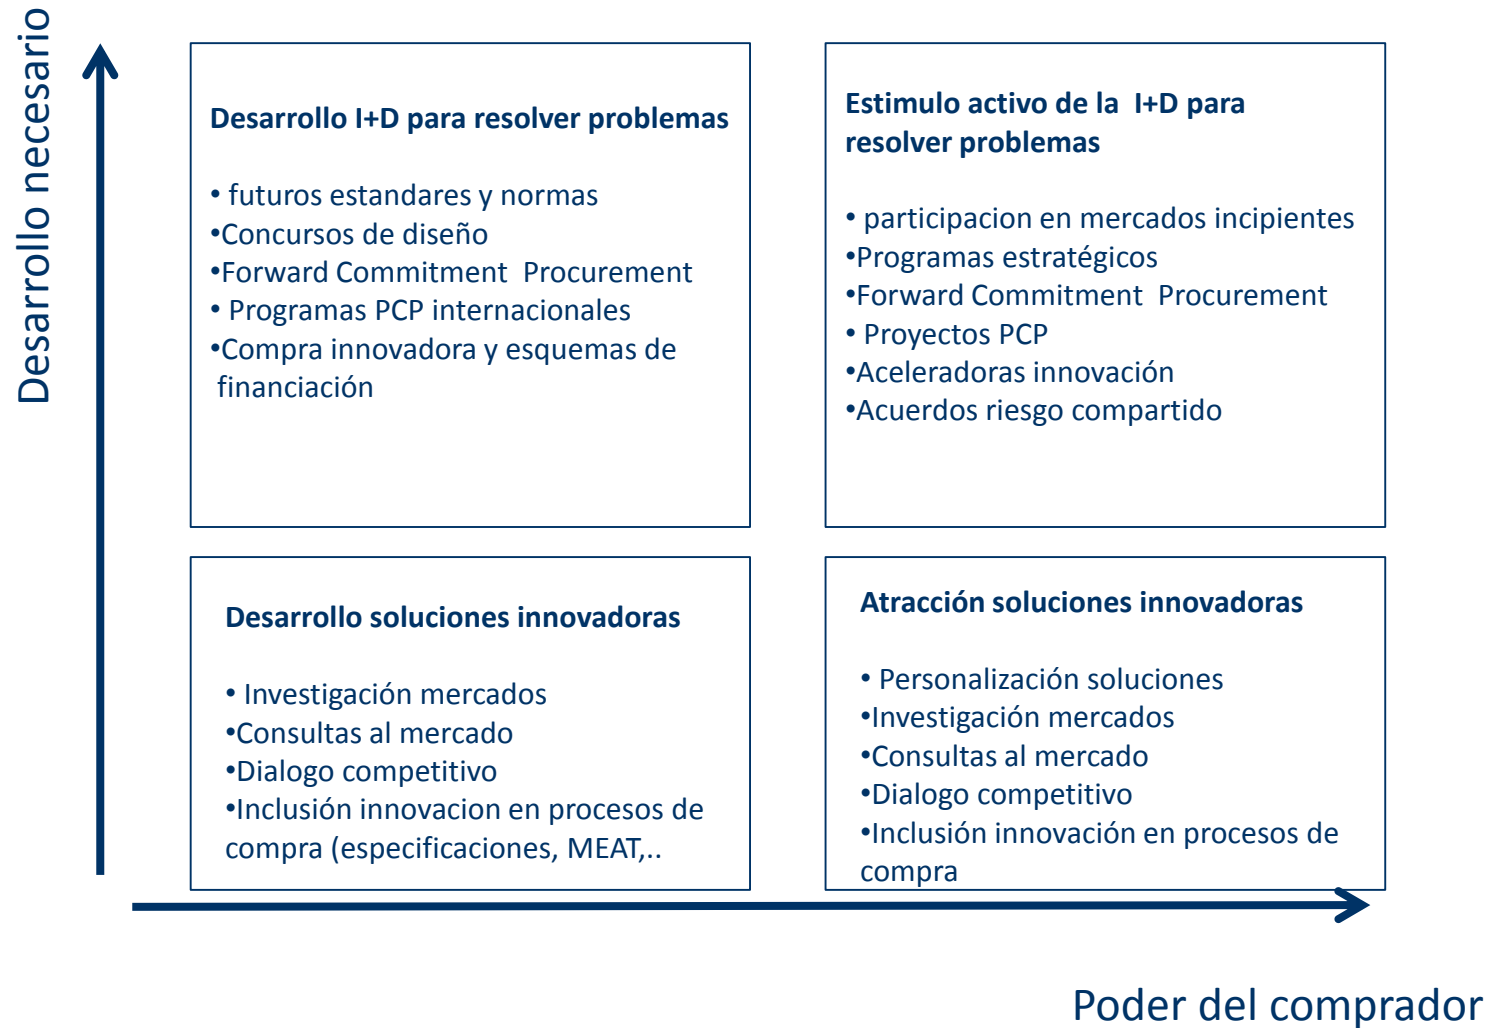 Desarrollo necesario
Desarrollo I+D para resolver problemas
• futuros estandares y normas
•Concursos de diseño
•Forward Commitment  Procurement
• Programas PCP internacionales
•Compra innovadora y esquemas de
financiación
Estimulo activo de la  I+D para
resolver problemas
• participacion en mercados incipientes
•Programas estratégicos
•Forward Commitment  Procurement
• Proyectos PCP
•Aceleradoras innovación
•Acuerdos riesgo compartido
Desarrollo soluciones innovadoras
• Investigación mercados
•Consultas al mercado
•Dialogo competitivo
•Inclusión innovacion en procesos de
compra (especificaciones, MEAT,..
Atracción soluciones innovadoras
• Personalización soluciones
•Investigación mercados
•Consultas al mercado
•Dialogo competitivo
•Inclusión innovación en procesos de
compra
Poder del comprador